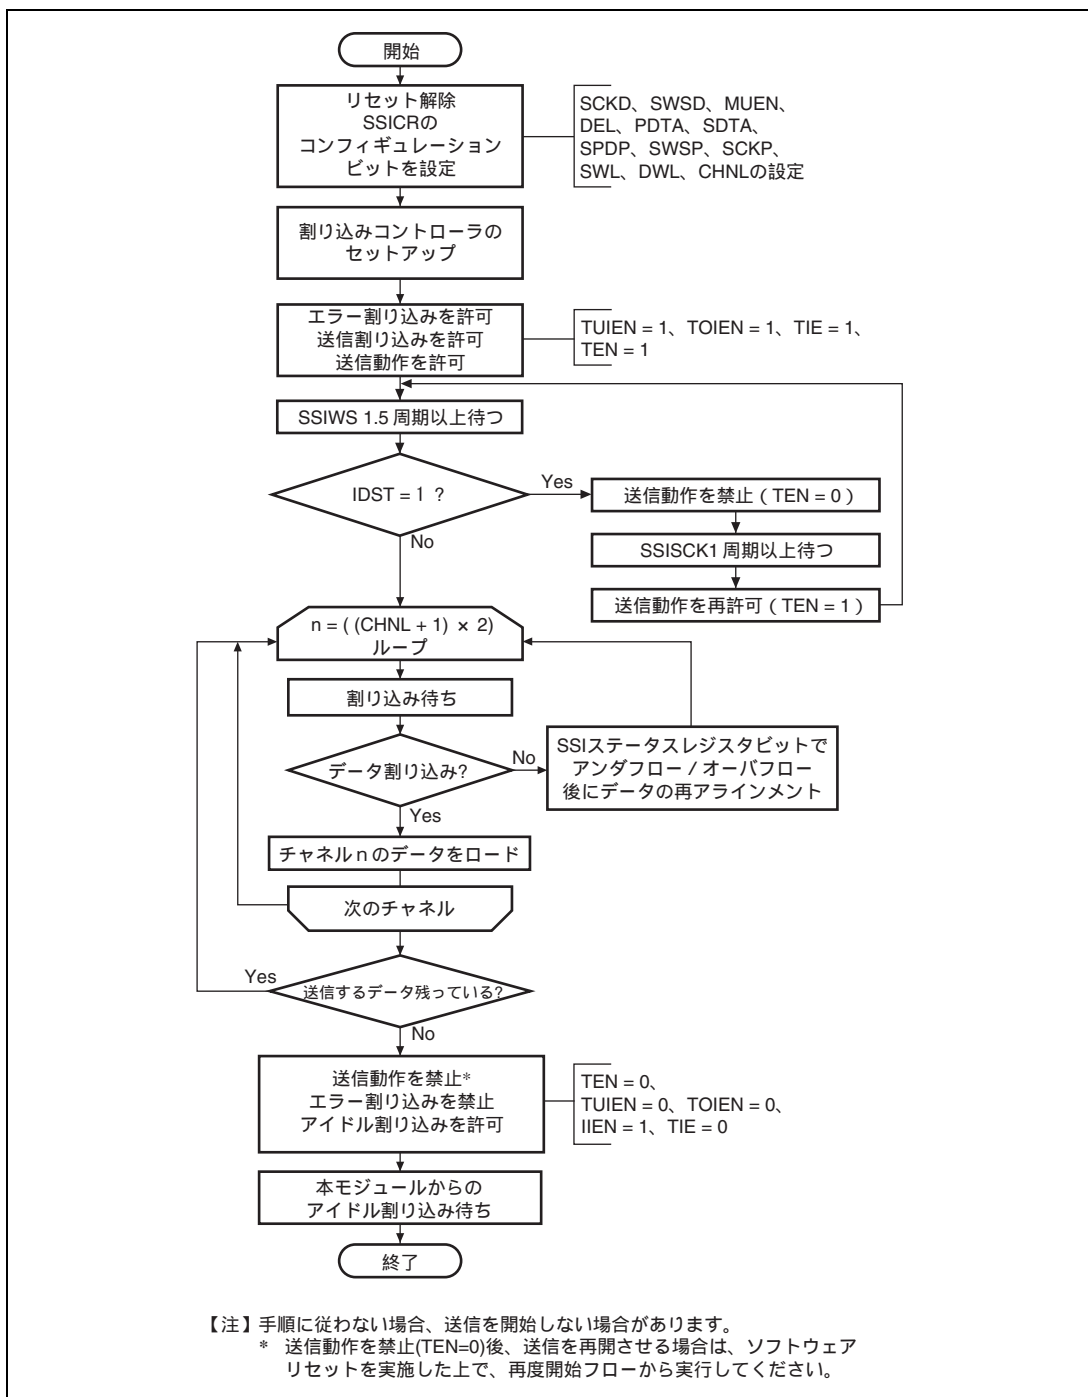 開始
リセット解除
SSICRの
コンフィギュレーション
ビットを設定
SCKD、SWSD、MUEN、
DEL、PDTA、SDTA、
SPDP、SWSP、SCKP、
SWL、DWL、CHNLの設定
割り込みコントローラの
セットアップ
エラー割り込みを許可
送信割り込みを許可
送信動作を許可
TUIEN = 1、TOIEN = 1、TIE = 1、
TEN = 1
SSIWS 1.5 周期以上待つ
IDST = 1 ?
Yes
送信動作を禁止 ( TEN = 0 )
No
SSISCK1 周期以上待つ
送信動作を再許可 ( TEN = 1 )
n = ( (CHNL + 1) × 2)
ループ
割り込み待ち
データ割り込み?
No
SSIステータスレジスタビットで
アンダフロー / オーバフロー
後にデータの再アラインメント
Yes
チャネル n のデータをロード
次のチャネル
Yes
送信するデータ残っている?
No
送信動作を禁止*
エラー割り込みを禁止
アイドル割り込みを許可
TEN = 0、
TUIEN = 0、TOIEN = 0、
IIEN = 1、TIE = 0
本モジュールからの
アイドル割り込み待ち
終了
【注】手順に従わない場合、送信を開始しない場合があります。
* 送信動作を禁止(TEN=0)後、送信を再開させる場合は、ソフトウェア
リセットを実施した上で、再度開始フローから実行してください。